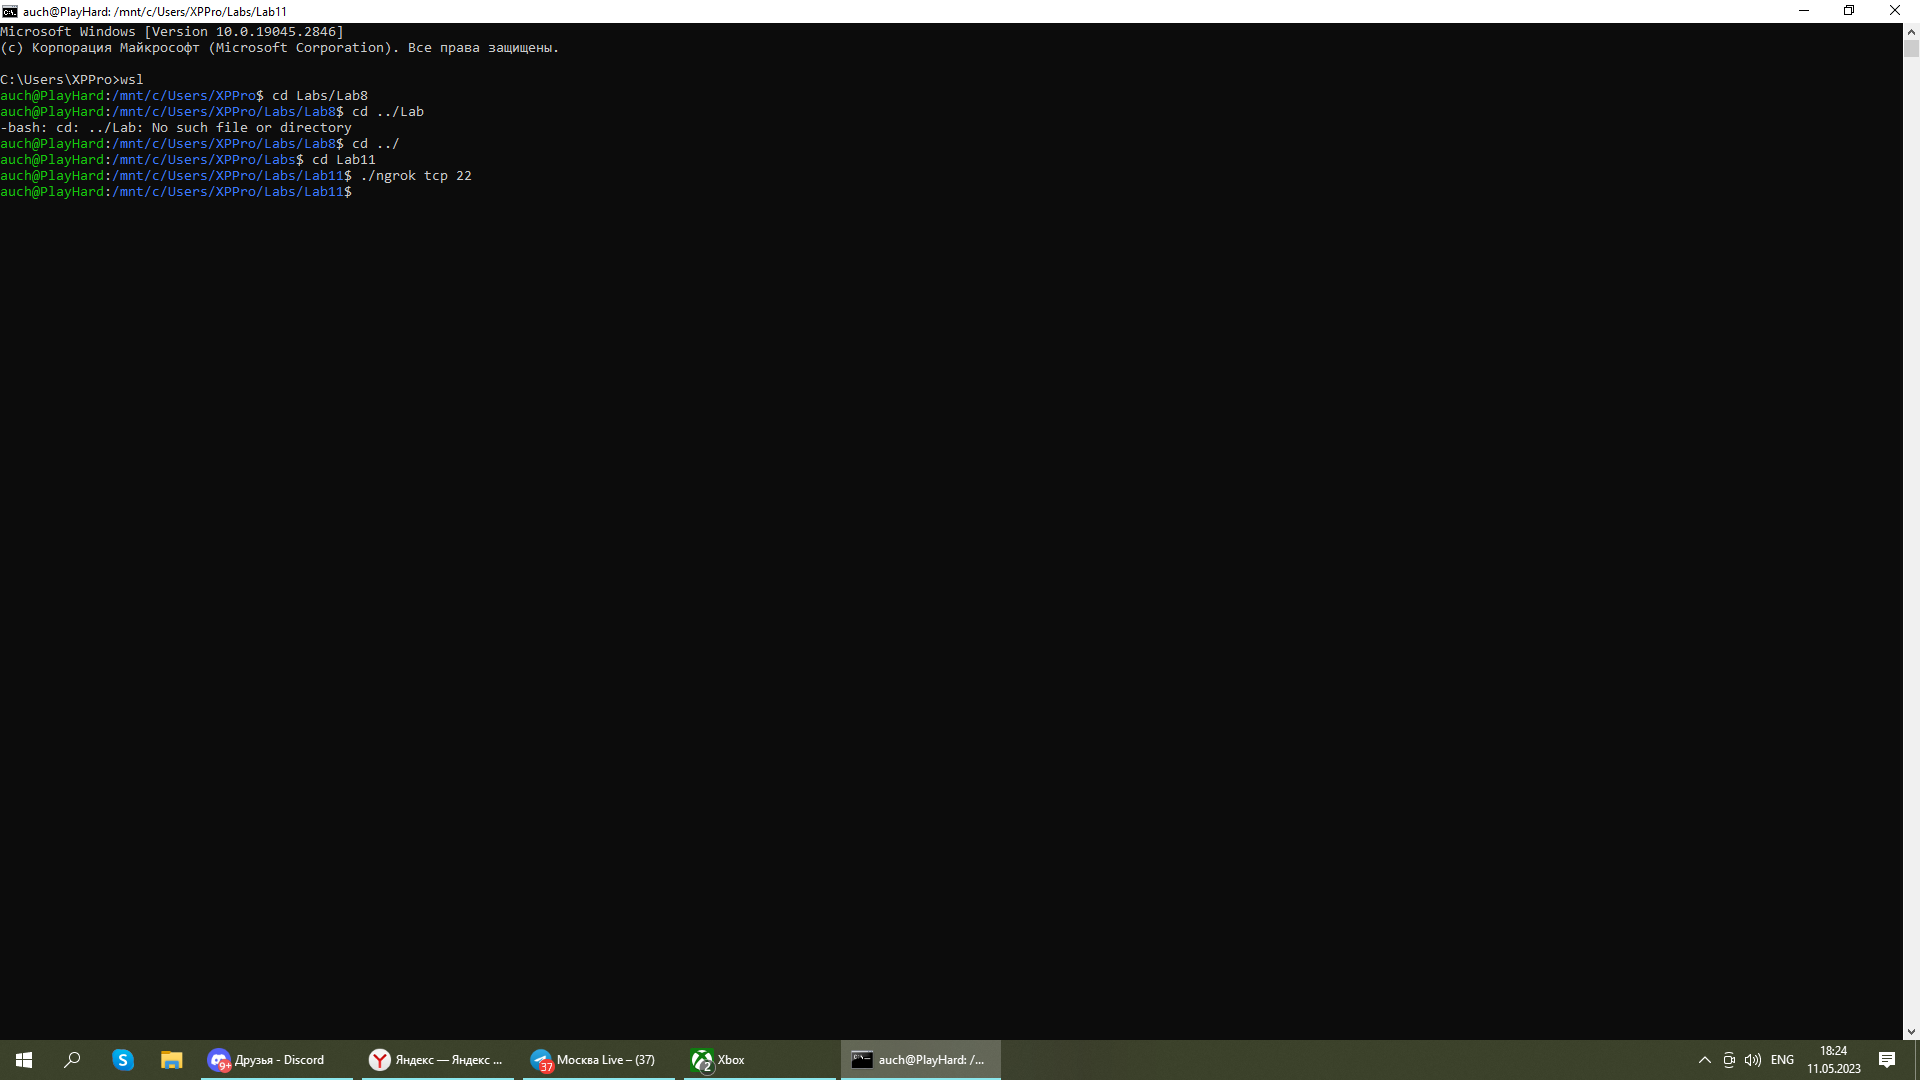 auch@PlayHard: /mnt/c/Users/XPPro/Labs/Lab11
Microsoft Windows [Version 10.0.19045.2846]
(c) Корпорация Майкрософт (Microsoft Corporation). Все права защищены.
C:\Users\XPPro>wsl
auch@PlayHard:/mnt/c/Users/XPPro$ cd Labs/Lab8
auch@PlayHard:/mnt/c/Users/XPPro/Labs/Lab8$ cd ../Lab
-bash: cd: ../Lab: No such file or directory
auch@PlayHard:/mnt/c/Users/XPPro/Labs/Lab8$ cd ../
auch@PlayHard:/mnt/c/Users/XPPro/Labs$ cd Lab11
auch@PlayHard:/mnt/c/Users/XPPro/Labs/Lab11$ ./ngrok tcp 22
auch@PlayHard:/mnt/c/Users/XPPro/Labs/Lab11$
S
9+ Друзья - Discord
Y Яндекс — Яндекс ...
37 Москва Live – (37)
2 Xbox
auch@PlayHard: /...
ENG
18:24
11.05.2023